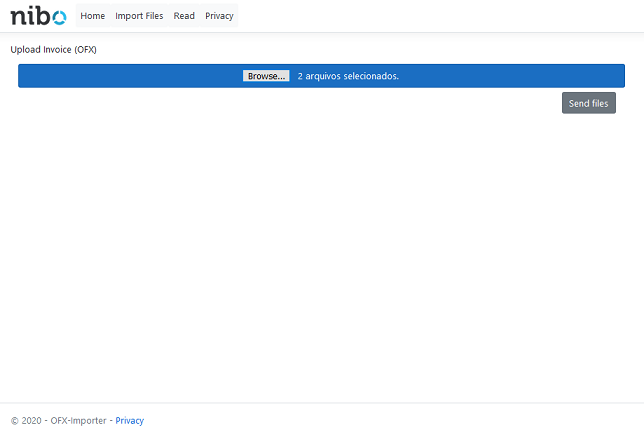 nibo
Home Import Files Read Privacy
Upload Invoice (OFX)
Browse... 2 arquivos selecionados.
Send files
© 2020 - OFX-Importer - Privacy